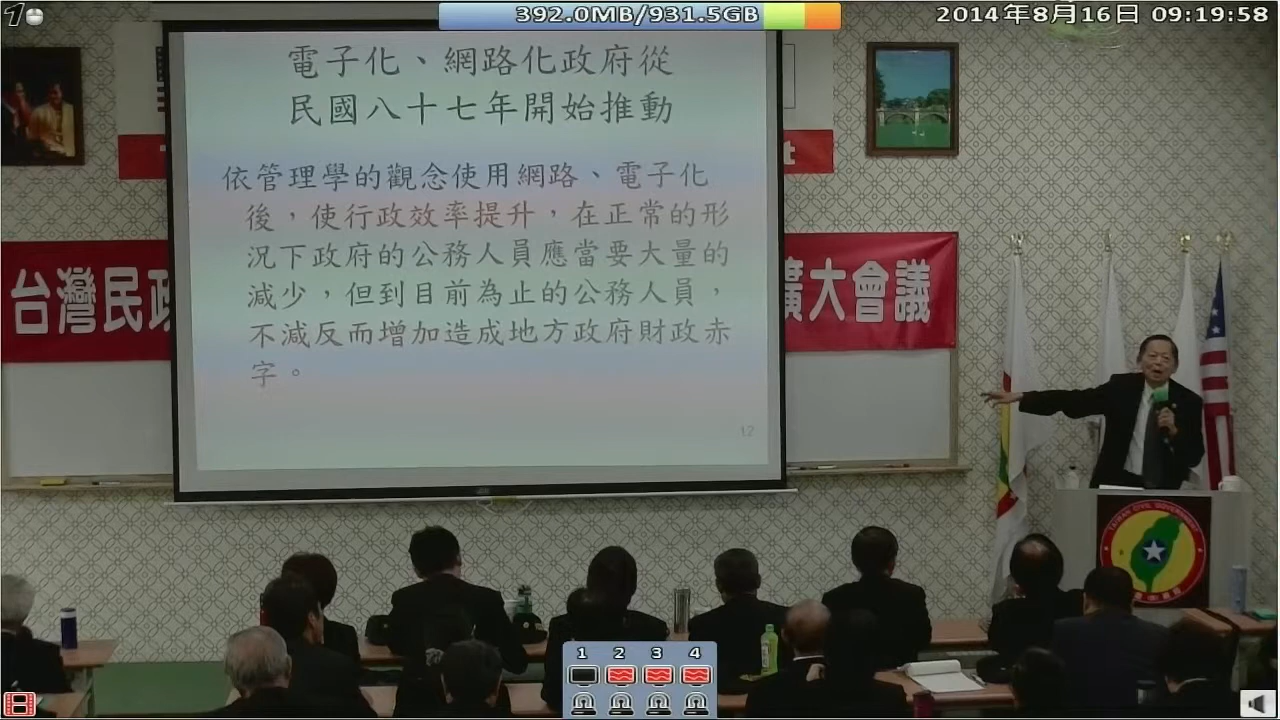 1
392.0MB/931.5GB
2014年8月16日 09:19:58
電子化、網路化政府從
民國八十七年開始推動
依管理學的觀念使用網路、電子化
後，使行政效率提升，在正常的形
況下政府的公務人員應當要大量的
減少，但到目前為止的公務人員，
不減反而增加造成地方政府財政赤
字。
12
t
台灣民政
擴大會議
TAIWAN CIVIL GOVERNMENT
1 2 3 4